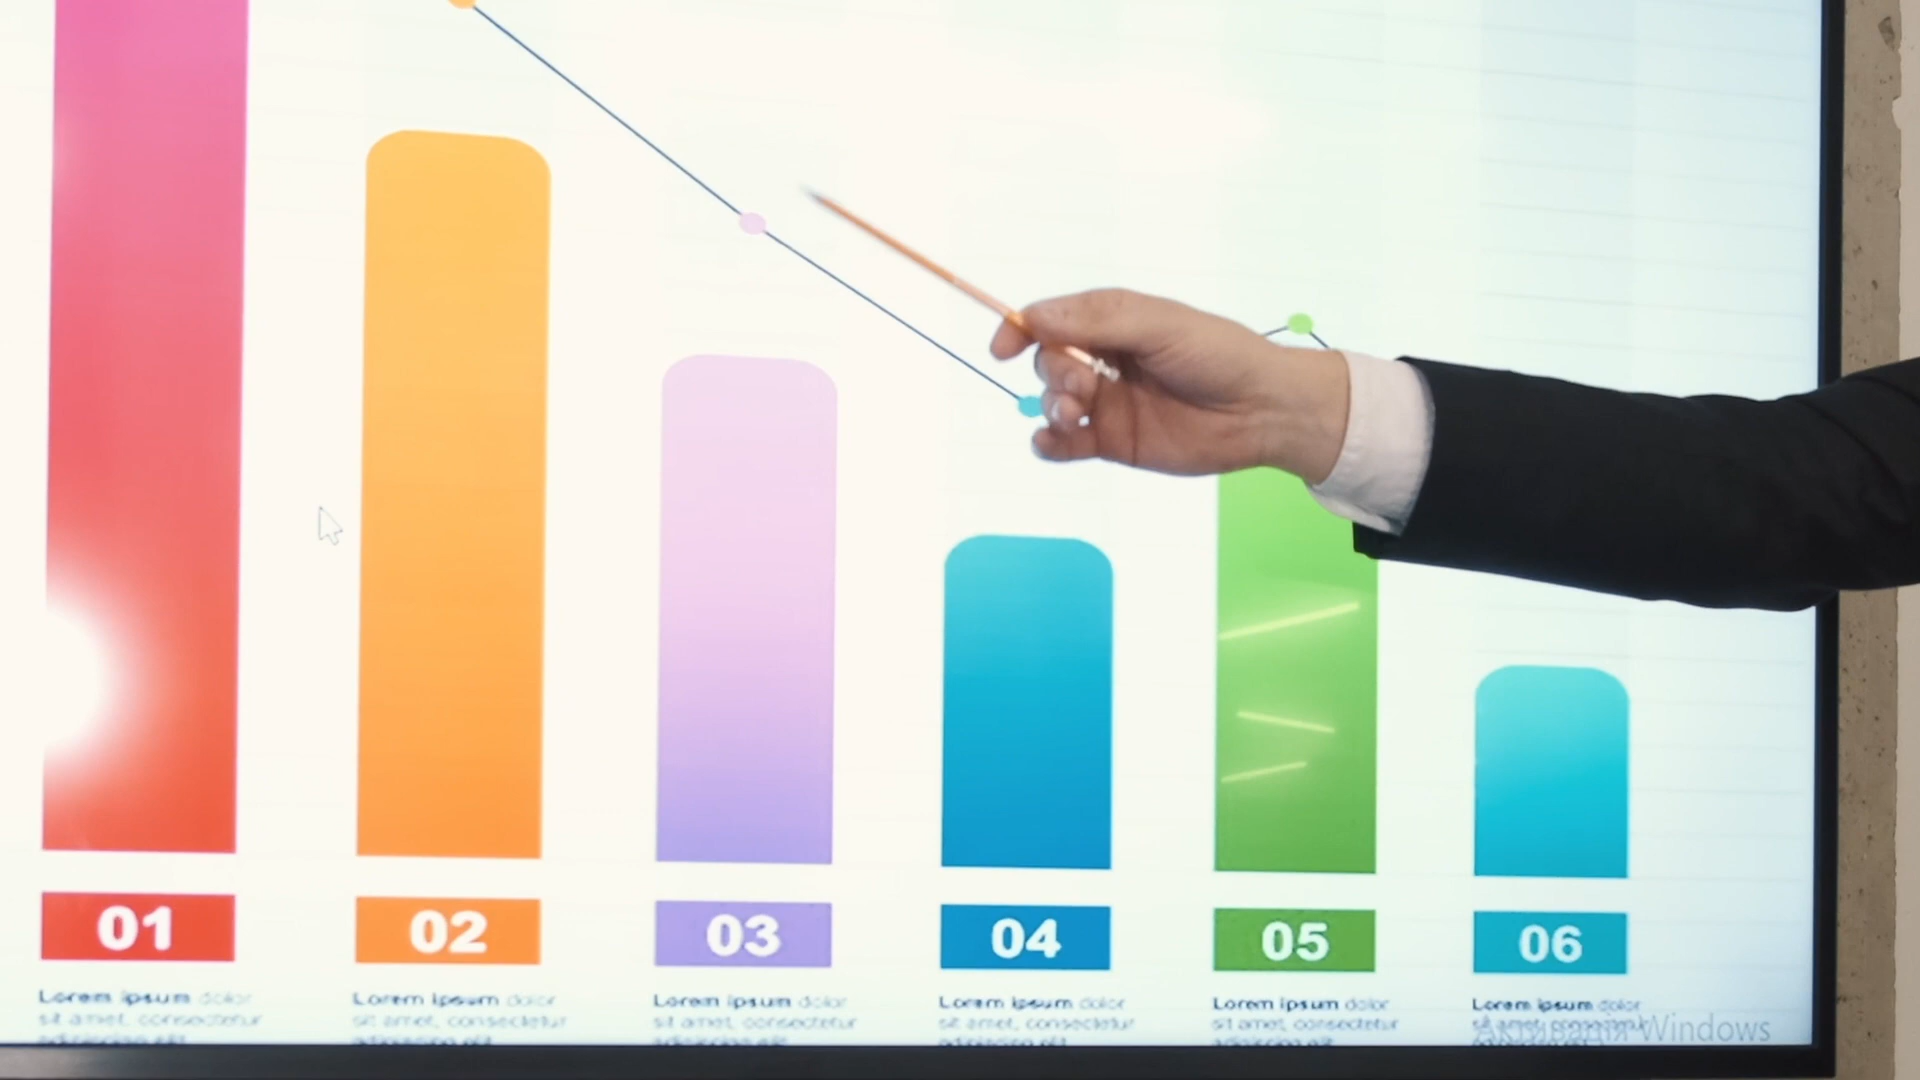 01 02 03 04 05 06
Lorem ipsum dolor Lorem ipsum dolor Lorem ipsum dolor Lorem ipsum dolor Lorem ipsum dolor Lorem ipsum dolor
sit amet, consectetur sit amet, consectetur sit amet, consectetur sit amet, consectetur sit amet, consectetur
Активація Windows